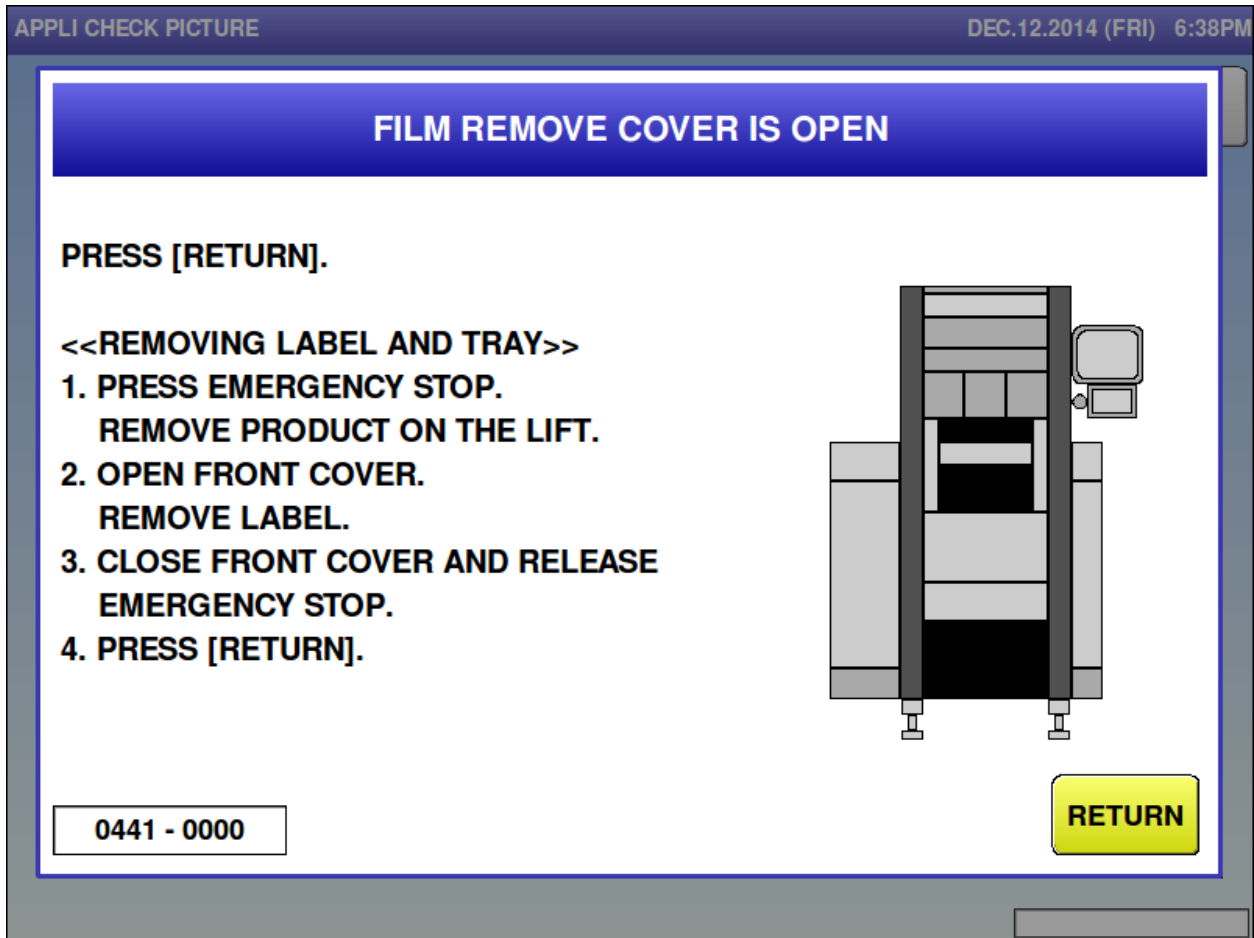 APPLI CHECK PICTURE DEC.12.2014 (FRI) 6:38PM
FILM REMOVE COVER IS OPEN
PRESS [RETURN].
<<REMOVING LABEL AND TRAY>>
1. PRESS EMERGENCY STOP.
REMOVE PRODUCT ON THE LIFT.
2. OPEN FRONT COVER.
REMOVE LABEL.
3. CLOSE FRONT COVER AND RELEASE
EMERGENCY STOP.
4. PRESS [RETURN].
0441 - 0000
RETURN